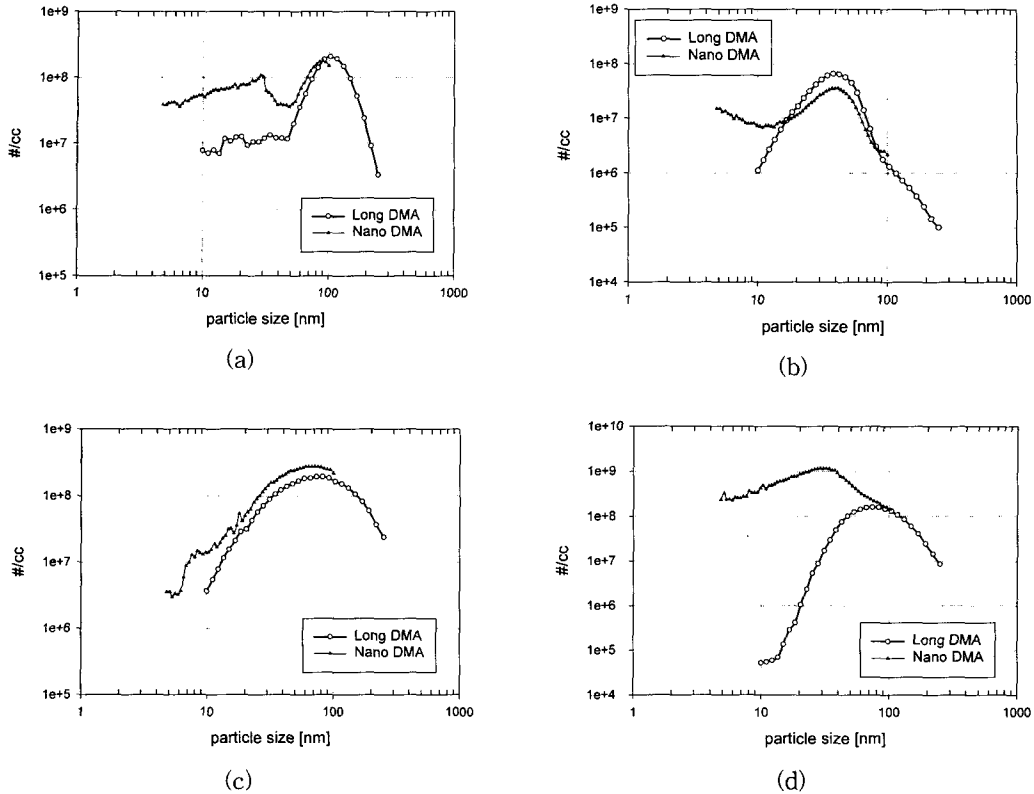 1e+9
1e+8
1e+7
1e+6
1e+5
#/cc
Long DMA
Nano DMA
1 10 100 1000
particle size [nm]
(a)
1e+9
1e+8
1e+7
1e+6
1e+5
1e+4
#/cc
Long DMA
Nano DMA
1 10 100 1000
particle size [nm]
(b)
1e+9
1e+8
1e+7
1e+6
1e+5
#/cc
Long DMA
Nano DMA
1 10 100 1000
particle size [nm]
(c)
1e+10
1e+9
1e+8
1e+7
1e+6
1e+5
1e+4
#/cc
Long DMA
Nano DMA
1 10 100 1000
particle size [nm]
(d)